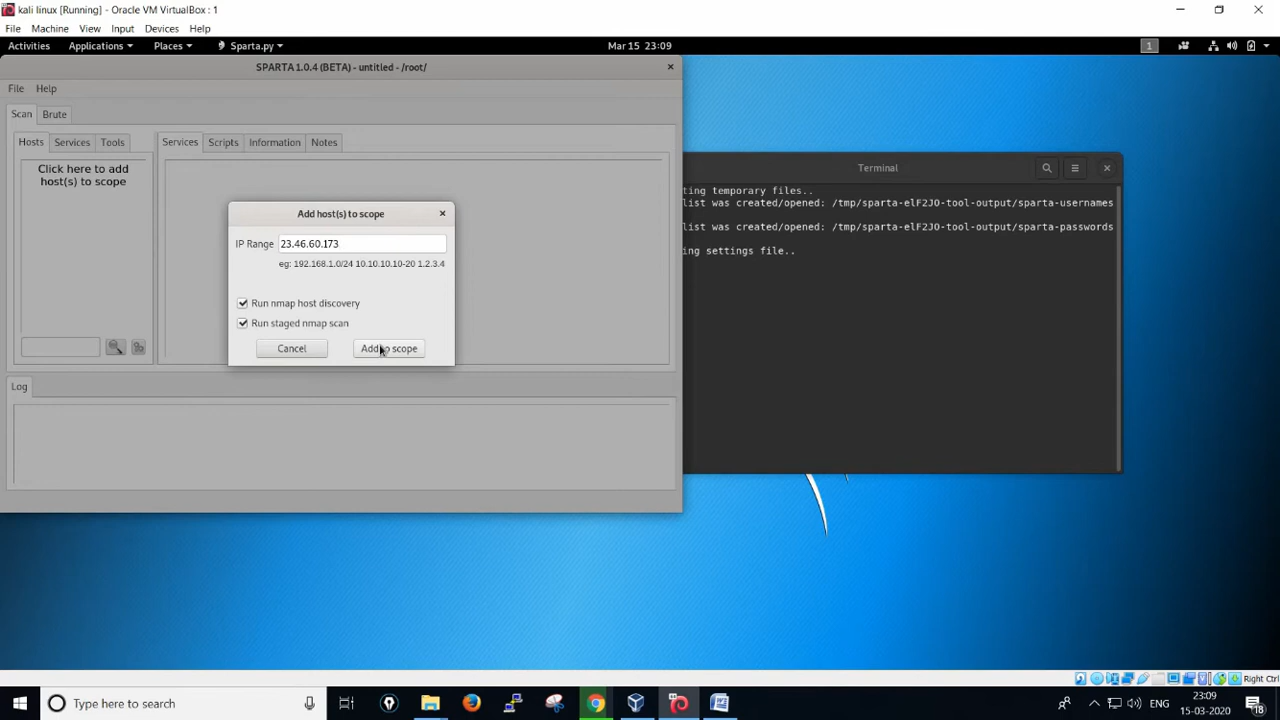 kali linux [Running] - Oracle VM VirtualBox : 1
File Machine View Input Devices Help
Activities Applications Places Sparta.py Mar 15 23:09 1
SPARTA 1.0.4 (BETA) - untitled - /root/
File Help
Scan Brute
Hosts Services Tools Services Scripts Information Notes
Click here to add
host(s) to scope
Add host(s) to scope
IP Range 23.46.60.173
eg: 192.168.1.0/24 10.10.10.10-20 1.2.3.4
Run nmap host discovery
Run staged nmap scan
Cancel Add to scope
Log
Terminal
ting temporary files..
list was created/opened: /tmp/sparta-elF2JO-tool-output/sparta-usernames
list was created/opened: /tmp/sparta-elF2JO-tool-output/sparta-passwords
ing settings file..
Right Ctrl
Type here to search
ENG
23:09
15-03-2020
18